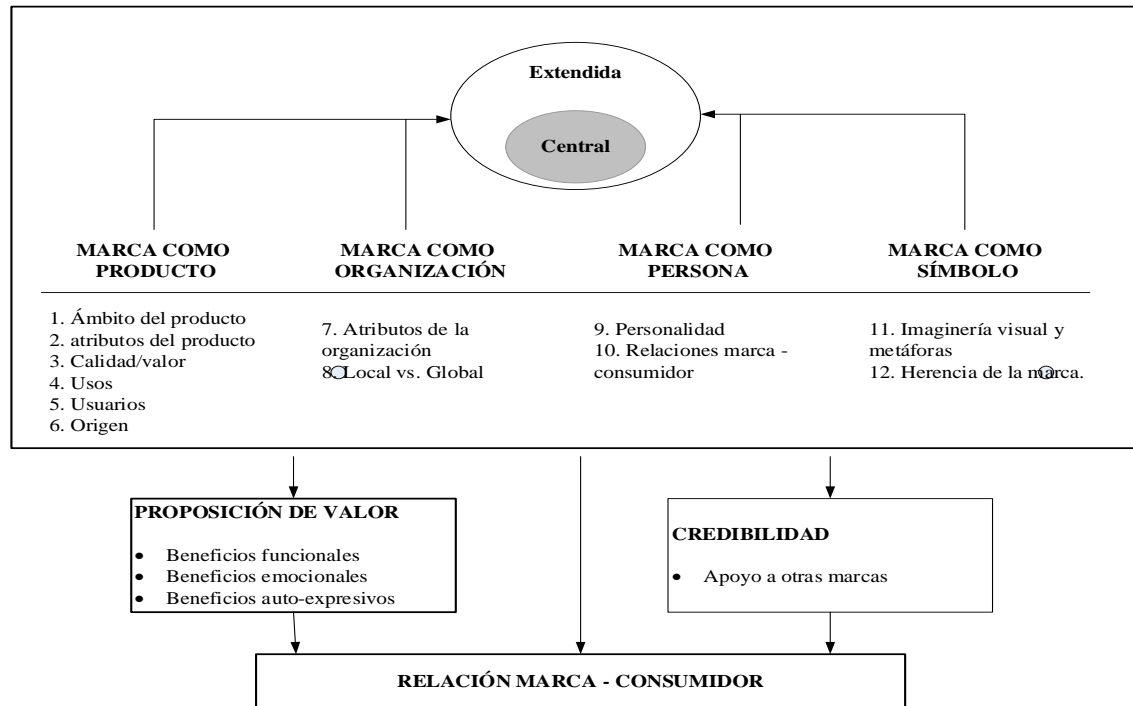 Extendida
Central
MARCA COMO
PRODUCTO
MARCA COMO
ORGANIZACIÓN
MARCA COMO
PERSONA
MARCA COMO
SÍMBOLO
1. Ámbito del producto
2. atributos del producto
3. Calidad/valor
4. Usos
5. Usuarios
6. Origen
7. Atributos de la
organización
8. Local vs. Global
9. Personalidad
10. Relaciones marca -
consumidor
11. Imaginería visual y
metáforas
12. Herencia de la marca.
PROPOSICIÓN DE VALOR
• Beneficios funcionales
• Beneficios emocionales
• Beneficios auto-expresivos
CREDIBILIDAD
• Apoyo a otras marcas
RELACIÓN MARCA - CONSUMIDOR